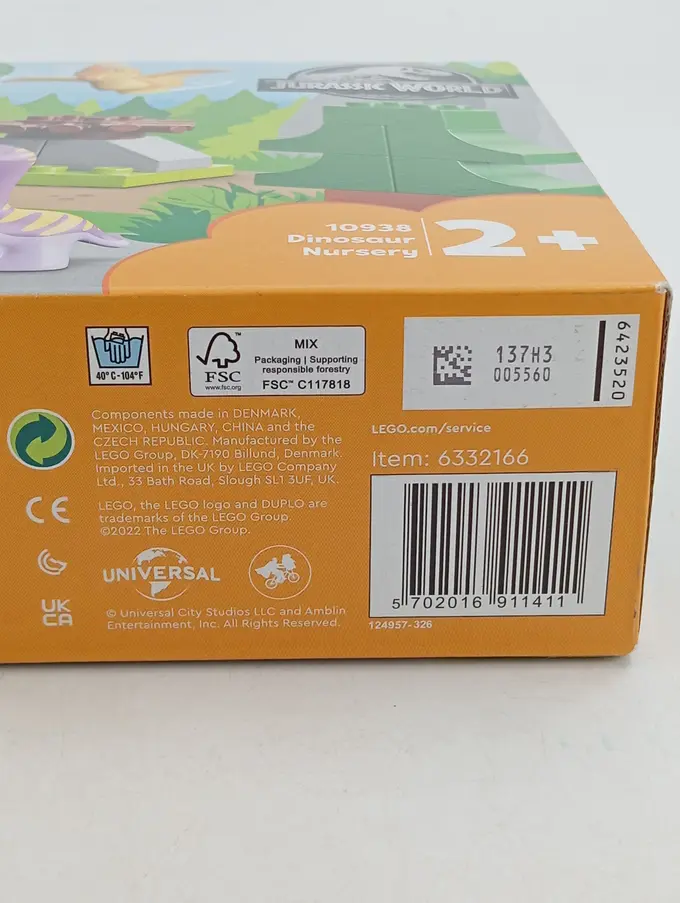 JURASSIC WORLD
10938
Dinosaur
Nursery
2+
40°C-104°F
FSC™
www.fsc.org
MIX
Packaging | Supporting
responsible forestry
FSC™ C117818
137H3
005560
6423520
Components made in DENMARK,
MEXICO, HUNGARY, CHINA and the
CZECH REPUBLIC. Manufactured by the
LEGO Group, DK-7190 Billund, Denmark.
Imported in the UK by LEGO Company
Ltd., 33 Bath Road, Slough SL1 3UF, UK.
LEGO, the LEGO logo and DUPLO are
trademarks of the LEGO Group.
©2022 The LEGO Group.
CE
UK
CA
UNIVERSAL
© Universal City Studios LLC and Amblin
Entertainment, Inc. All Rights Reserved.
LEGO.com/service
Item: 6332166
5 702016 911411
124957-326